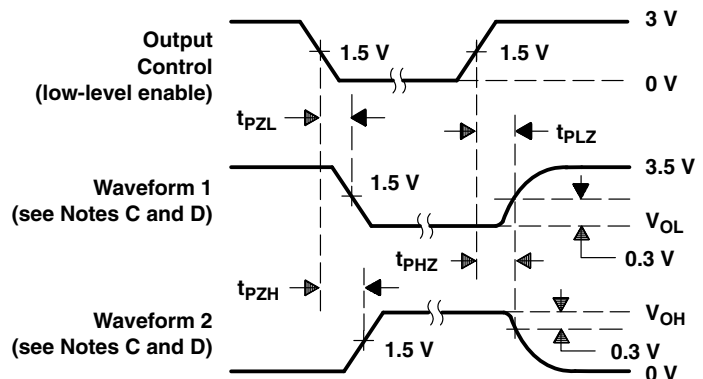 3 V
Output
Control
(low-level enable)
1.5 V
1.5 V
0 V
tPZL
tPLZ
Waveform 1
(see Notes C and D)
1.5 V
3.5 V
VOL
0.3 V
tPHZ
tPZH
Waveform 2
(see Notes C and D)
1.5 V
VOH
0.3 V
0 V